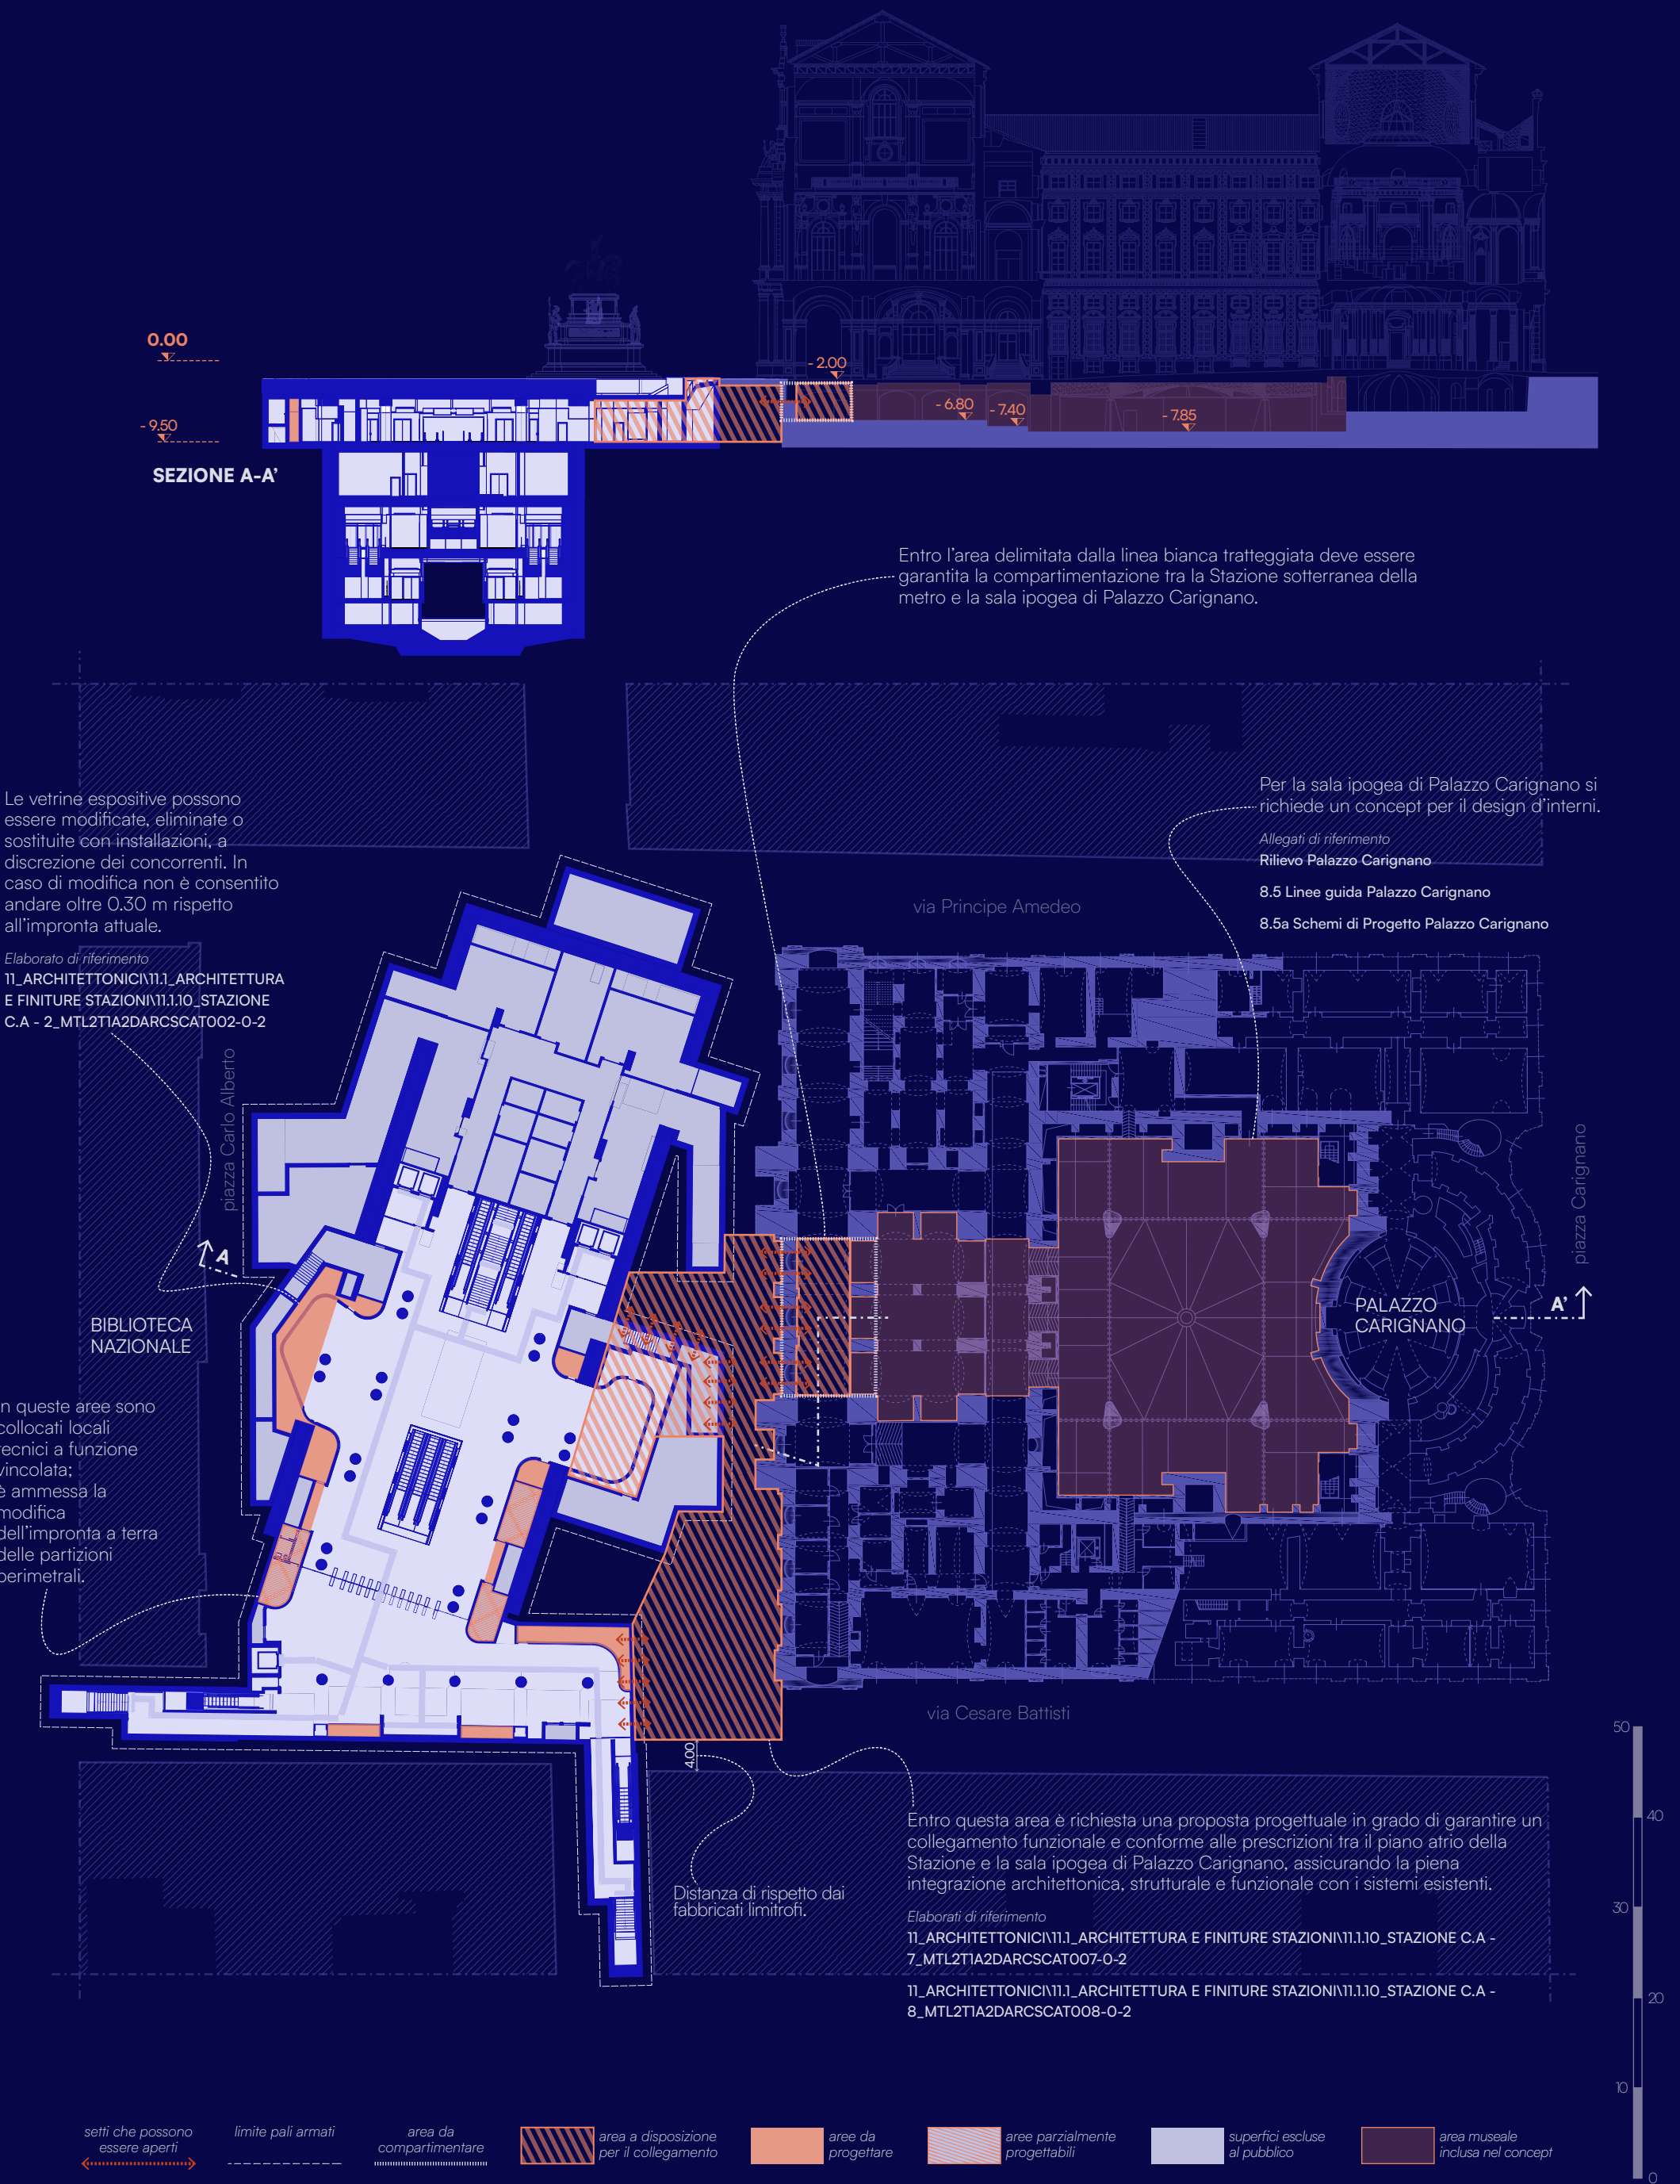 0.00
- 2.00
- 6.80
- 7.40
- 7.85
- 9.50
SEZIONE A-A’
Entro l’area delimitata dalla linea bianca tratteggiata deve essere
garantita la compartimentazione tra la Stazione sotterranea della
metro e la sala ipogea di Palazzo Carignano.
Le vetrine espositive possono
essere modificate, eliminate o
sostituite con installazioni, a
discrezione dei concorrenti. In
caso di modifica non è consentito
andare oltre 0.30 m rispetto
all’impronta attuale.
Elaborato di riferimento
11_ARCHITETTONICI\11.1_ARCHITETTURA
E FINITURE STAZIONI\11.1.10_STAZIONE
C.A - 2_MTL2T1A2DARCSCAT002-0-2
Per la sala ipogea di Palazzo Carignano si
richiede un concept per il design d’interni.
Allegati di riferimento
Rilievo Palazzo Carignano
8.5 Linee guida Palazzo Carignano
8.5a Schemi di Progetto Palazzo Carignano
via Principe Amedeo
piazza Carlo Alberto
piazza Carignano
A
A’
BIBLIOTECA
NAZIONALE
PALAZZO
CARIGNANO
n queste aree sono
collocati locali
ecnici a funzione
vincolata;
è ammessa la
modifica
dell’impronta a terra
delle partizioni
perimetrali.
via Cesare Battisti
4.00
Distanza di rispetto dai
fabbricati limitrofi.
Entro questa area è richiesta una proposta progettuale in grado di garantire un
collegamento funzionale e conforme alle prescrizioni tra il piano atrio della
Stazione e la sala ipogea di Palazzo Carignano, assicurando la piena
integrazione architettonica, strutturale e funzionale con i sistemi esistenti.
Elaborati di riferimento
11_ARCHITETTONICI\11.1_ARCHITETTURA E FINITURE STAZIONI\11.1.10_STAZIONE C.A -
7_MTL2T1A2DARCSCAT007-0-2
11_ARCHITETTONICI\11.1_ARCHITETTURA E FINITURE STAZIONI\11.1.10_STAZIONE C.A -
8_MTL2T1A2DARCSCAT008-0-2
50
40
30
20
10
0
setti che possono
essere aperti
limite pali armati
area da
compartimentare
area a disposizione
per il collegamento
aree da
progettare
aree parzialmente
progettabili
superfici escluse
al pubblico
area museale
inclusa nel concept